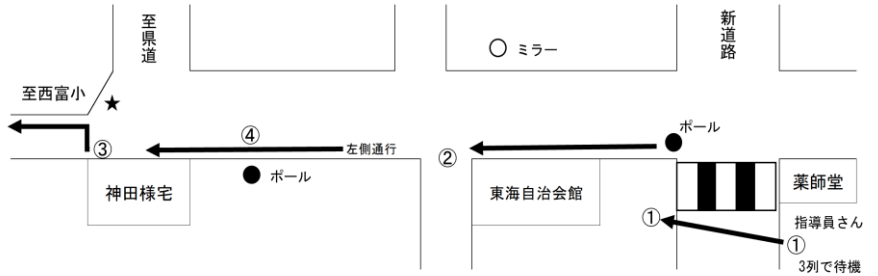 至県道
新道路
ミラー
至西富小
★
ポール
④
左側通行
③
②
神田様宅
ポール
東海自治会館
薬師堂
①
①
指導員さん
3列で待機